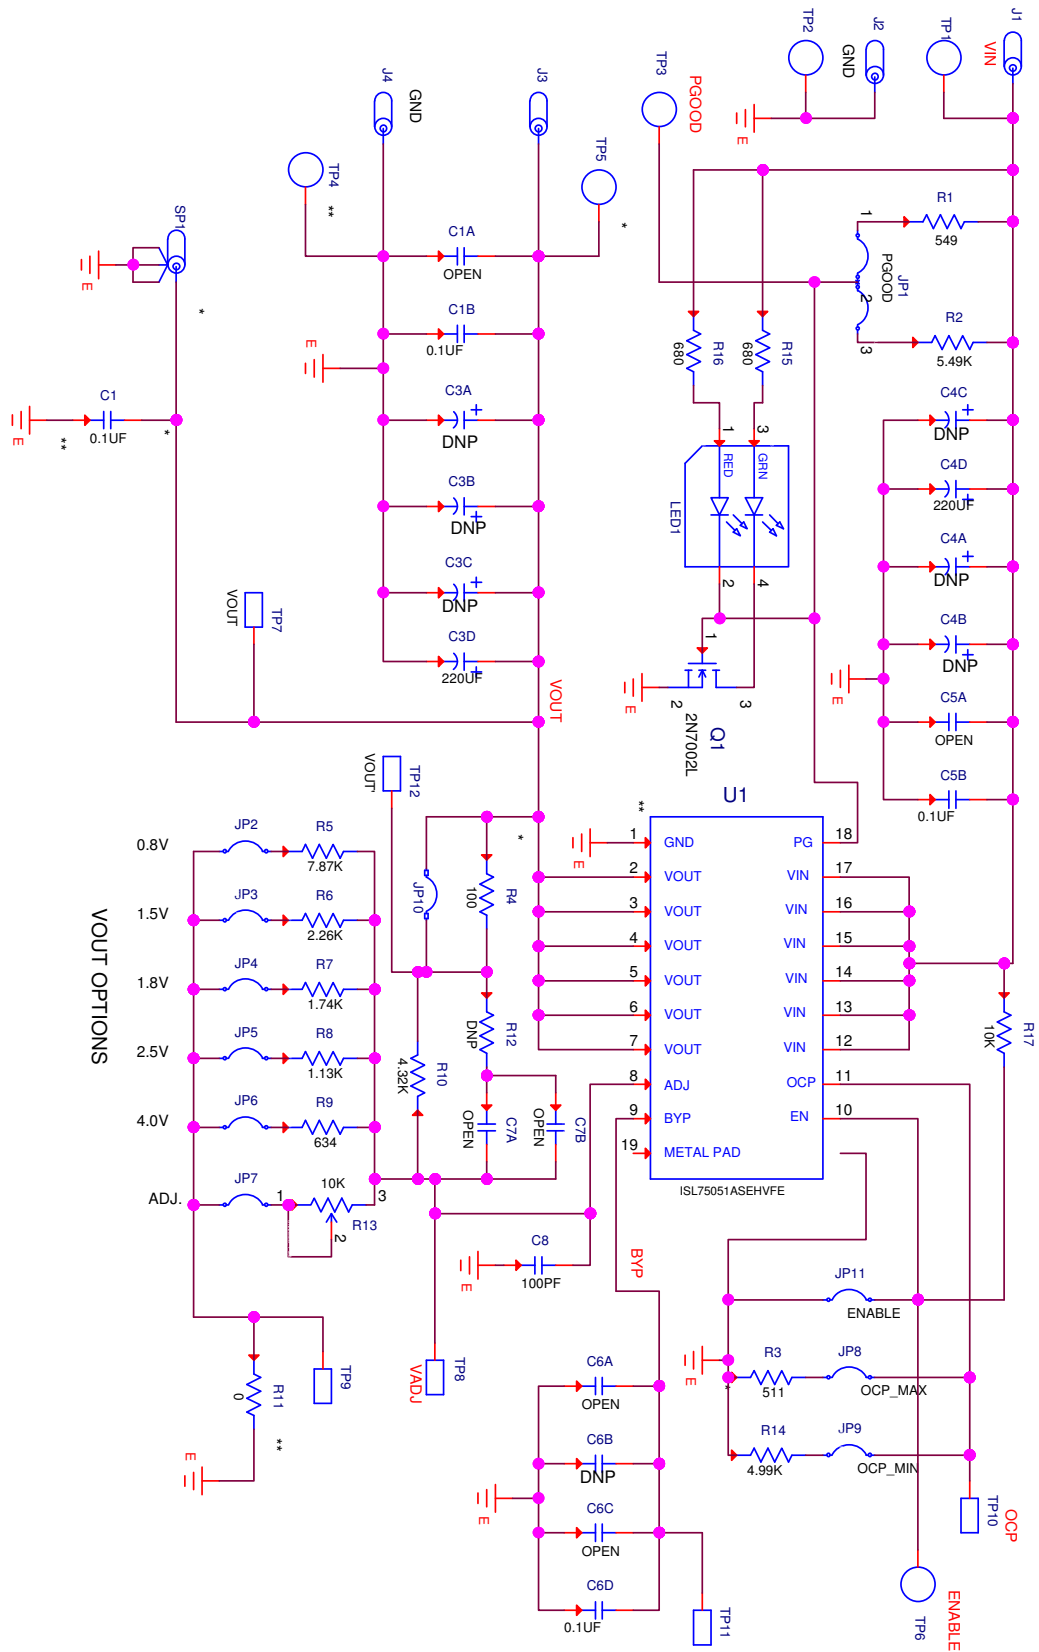 J1
VIN
TP1
J2
GND
TP2
E
TP3
PGOOD
J3
J4
GND
TP5
*
TP4
**
SP1
E
*
C1
0.1UF
*
**
E
R1
549
1
JP1
2
PGOOD
3
R2
5.49K
C1A
OPEN
C1B
0.1UF
E
C3A
+
DNP
C3B
+
DNP
C3C
+
DNP
C3D
+
220UF
R16
680
R15
680
1
3
RED
GRN
LED1
2
4
1
3
2
Q1
2N7002L
E
C4C
+
DNP
C4D
+
220UF
C4A
+
DNP
C4B
+
DNP
E
C5A
OPEN
C5B
0.1UF
TP7
VOUT
VOUT
TP12
VOUT
U1
**
E
1
GND
2
VOUT
3
VOUT
4
VOUT
5
VOUT
6
VOUT
7
VOUT
8
ADJ
9
BYP
19
METAL PAD
PG
18
VIN
17
VIN
16
VIN
15
VIN
14
VIN
13
VIN
12
OCP
11
EN
10
ISL75051ASEHVFE
R17
10K
*
R4
100
JP10
R12
DNP
R10
4.32K
C7A
OPEN
C7B
OPEN
VOUT OPTIONS
0.8V
JP2
R5
7.87K
1.5V
JP3
R6
2.26K
1.8V
JP4
R7
1.74K
2.5V
JP5
R8
1.13K
4.0V
JP6
R9
634
ADJ.
JP7
1
10K
3
R13
2
C8
100PF
E
BYP
TP8
VADJ
TP9
R11
0
**
E
C6A
OPEN
C6B
DNP
C6C
OPEN
C6D
0.1UF
E
TP11
JP11
ENABLE
E
*
R3
511
JP8
OCP_MAX
R14
4.99K
JP9
OCP_MIN
TP10
OCP
TP6
ENABLE